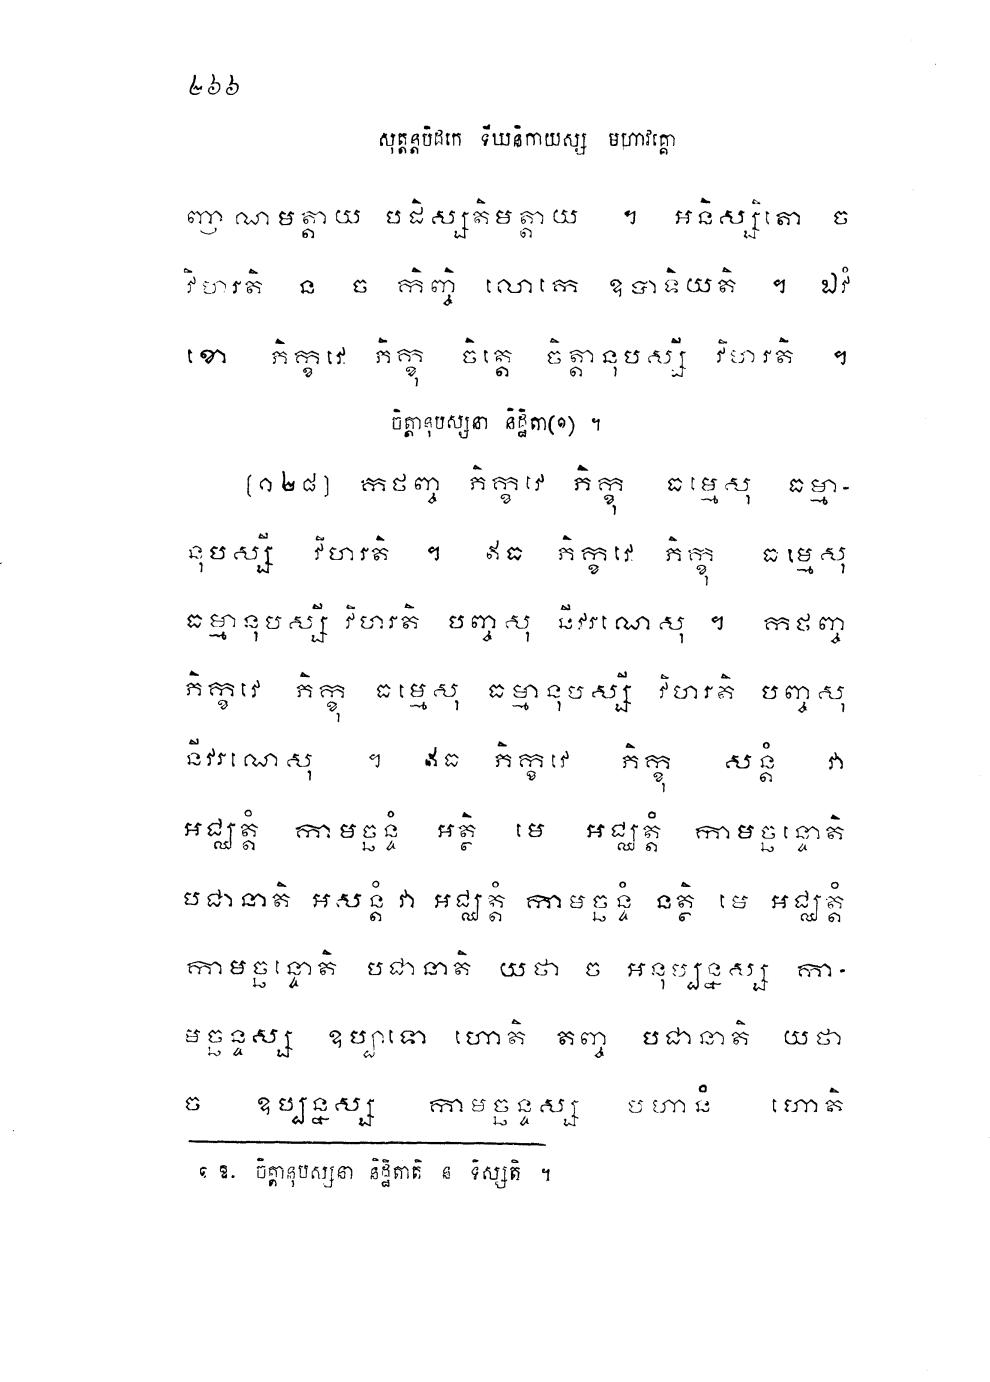 ៤៦៦
សុត្តន្តបិដកេ ទីឃនិកាយស្ស មហាវគ្គោ
ញាណមត្តាយ បដិស្សតិមត្តាយ ។ អនិស្សិតោ ច
វិហរតិ ន ច កិញ្ចិ លោកេ ឧបាទិយតិ ។ ឯវំ
ខោ ភិក្ខវេ ភិក្ខុ ចិត្តេ ចិត្តានុបស្សី វិហរតិ ។
ចិត្តានុបស្សនា និដ្ឋិតា(១) ។
[១២៨] កថញ្ច ភិក្ខវេ ភិក្ខុ ធម្មេសុ ធម្មា-
នុបស្សី វិហរតិ ។ ឥធ ភិក្ខវេ ភិក្ខុ ធម្មេសុ
ធម្មានុបស្សី វិហរតិ បញ្ចសុ នីវរណេសុ ។ កថញ្ច
ភិក្ខវេ ភិក្ខុ ធម្មេសុ ធម្មានុបស្សី វិហរតិ បញ្ចសុ
នីវរណេសុ ។ ឥធ ភិក្ខវេ ភិក្ខុ សន្តំ វា
អជ្ឈត្តំ កាមច្ឆន្ទំ អត្ថិ មេ អជ្ឈត្តំ កាមច្ឆន្ទោតិ
បជានាតិ អសន្តំ វា អជ្ឈត្តំ កាមច្ឆន្ទំ នត្ថិ មេ អជ្ឈត្តំ
កាមច្ឆន្ទោតិ បជានាតិ យថា ច អនុប្បន្នស្ស កា-
មច្ឆន្ទស្ស ឧប្បាទោ ហោតិ តញ្ច បជានាតិ យថា
ច ឧប្បន្នស្ស កាមច្ឆន្ទស្ស បហានំ ហោតិ
១ ឱ. ចិត្តានុបស្សនា និដ្ឋិតាតិ ន ទិស្សតិ ។